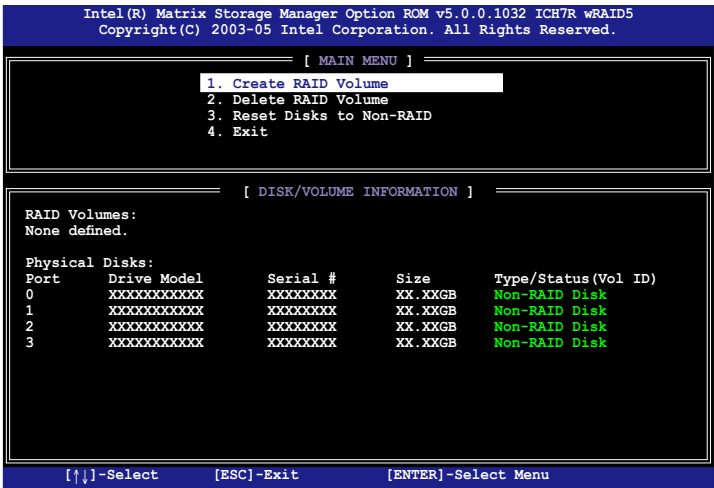 Intel(R) Matrix Storage Manager Option ROM v5.0.0.1032 ICH7R wRAID5
Copyright(C) 2003-05 Intel Corporation. All Rights Reserved.
[ MAIN MENU ]
1. Create RAID Volume
2. Delete RAID Volume
3. Reset Disks to Non-RAID
4. Exit
[ DISK/VOLUME INFORMATION ]
RAID Volumes:
None defined.
Physical Disks:
Port Drive Model Serial # Size Type/Status(Vol ID)
0 XXXXXXXXXXX XXXXXXXX XX.XXGB Non-RAID Disk
1 XXXXXXXXXXX XXXXXXXX XX.XXGB Non-RAID Disk
2 XXXXXXXXXXX XXXXXXXX XX.XXGB Non-RAID Disk
3 XXXXXXXXXXX XXXXXXXX XX.XXGB Non-RAID Disk
[↑↓]-Select [ESC]-Exit [ENTER]-Select Menu